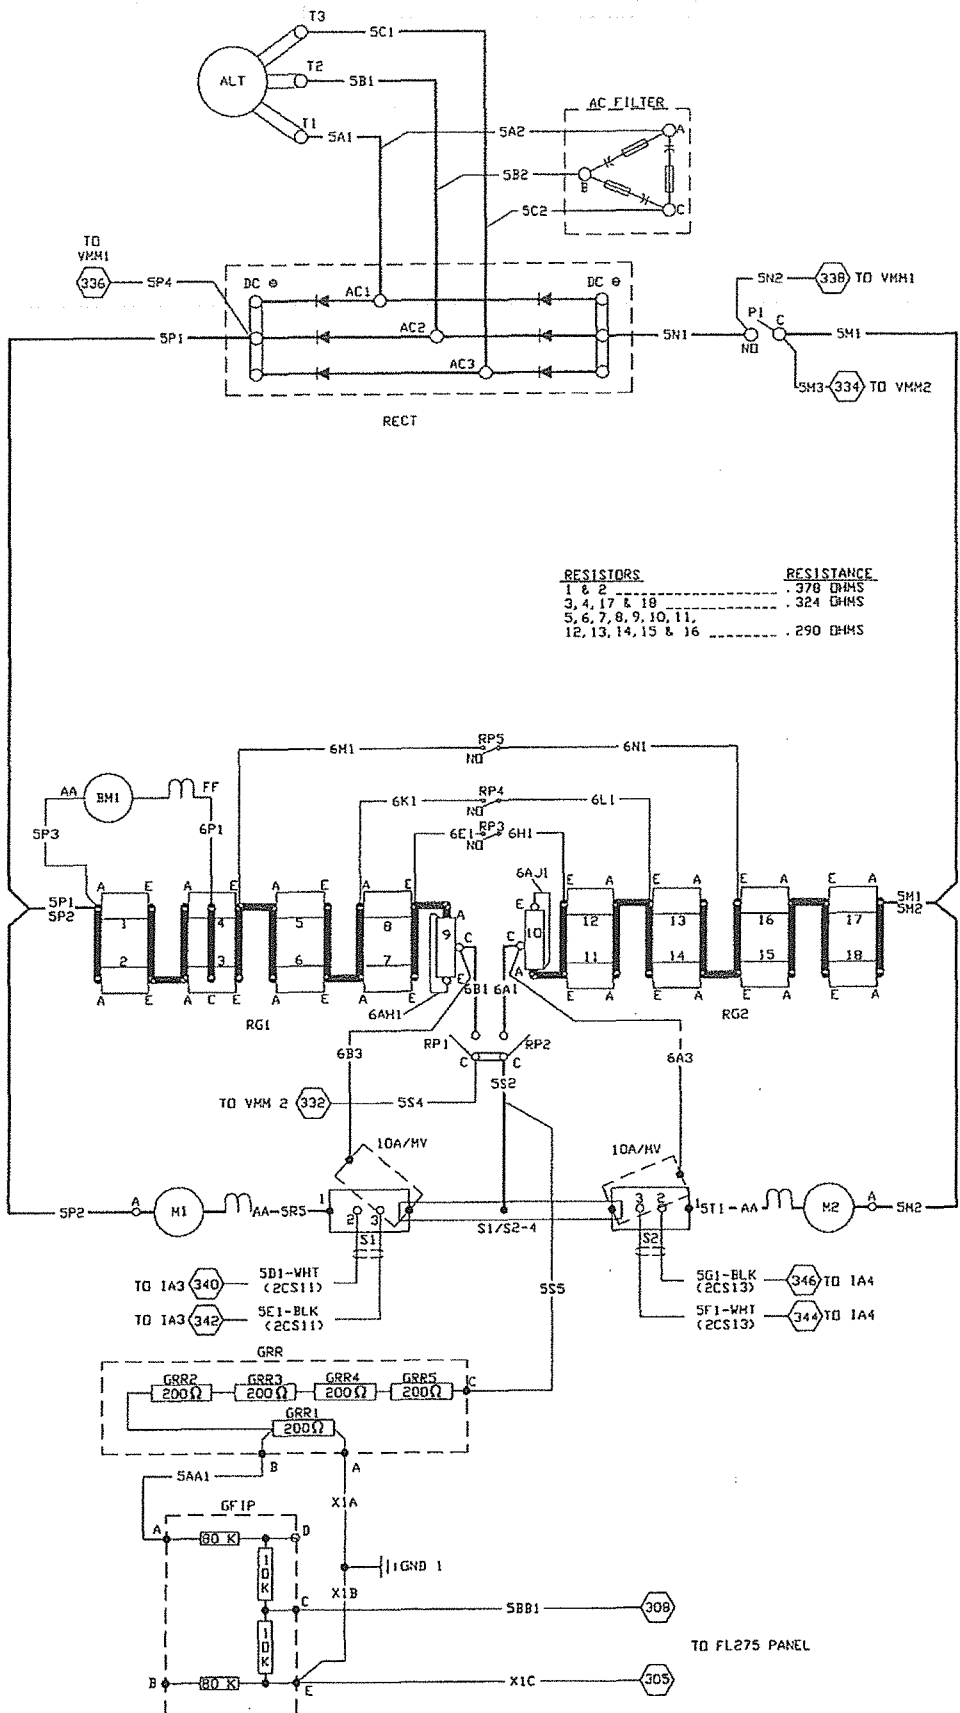 T3
5C1
ALT
T2
5B1
T1
5A1
AC FILTER
5A2
A
5B2
B
5C2
C
TO
VMM1
336
5P4
DC ⊖
AC1
DC ⊖
5N2
338 TO VMM1
P1
C
5P1
AC2
5N1
NO
5M1
AC3
5M3
334 TO VMM2
RECT
RESISTORS RESISTANCE
1 & 2 .378 OHMS
3, 4, 17 & 18 .324 OHMS
5, 6, 7, 8, 9, 10, 11,
12, 13, 14, 15 & 16 .290 OHMS
6M1
RP5
NO
6N1
AA
BM1
FF
6K1
RP4
NO
6L1
5P3
6P1
6E1
RP3
NO
6H1
6AJ1
A E A E A E A E
E A E A E A E A
5P1
5P2
1 4 5 8
A
9
C
E
10
C
12 13 16 17
5M1
5M2
2 3 6 7
E
A
11 14 15 18
A E A C E A E A E
E A E A E A E A
RG1
6AH1
6B1
6A1
RG2
6B3
RP1
RP2
C C
6A3
5S2
TO VMM 2 332
5S4
10A/MV
10A/MV
5P2
A
M1
AA
5R5
1
2 3
S1
S1/S2-4
3 2
S2
1
5T1
AA
M2
A
5M2
TO IA3 340
5D1-WHT
(2CS11)
5G1-BLK
(2CS13)
346 TO IA4
TO IA3 342
5E1-BLK
(2CS11)
5S5
5F1-WHT
(2CS13)
344 TO IA4
GRR
GRR2
200Ω
GRR3
200Ω
GRR4
200Ω
GRR5
200Ω
C
GRR1
200Ω
B
A
5AA1
X1A
GFIP
A
80 K
D
10K
GND 1
X1B
C
5BB1
308
10K
TO FL275 PANEL
B
80 K
E
X1C
305